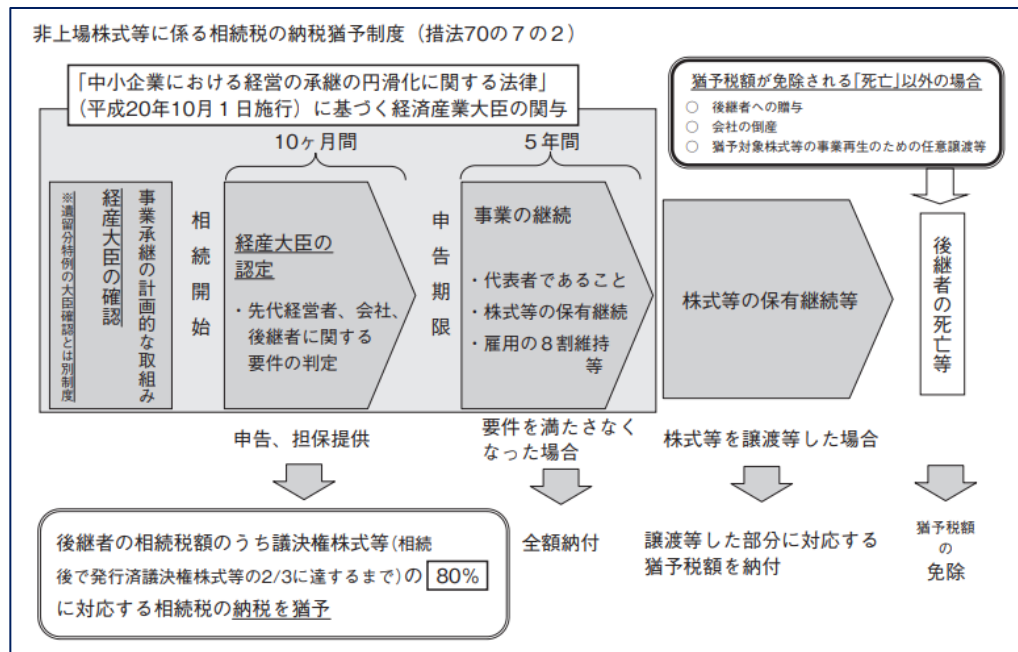 非上場株式等に係る相続税の納税猶予制度（措法70の７の２）
「中小企業における経営の承継の円滑化に関する法律」
（平成20年10月１日施行）に基づく経済産業大臣の関与
猶予税額が免除される「死亡」以外の場合
○ 後継者への贈与
○ 会社の倒産
○ 猶予対象株式等の事業再生のための任意譲渡等
10ヶ月間
５年間
事業承継の計画的な取組み
経産大臣の確認
※遺留分特例の大臣確認とは別制度
相続開始
経産大臣の
認定
・先代経営者、会社、
後継者に関する
要件の判定
申告期限
事業の継続
・代表者であること
・株式等の保有継続
・雇用の８割維持
等
株式等の保有継続等
後継者の死亡等
申告、担保提供
要件を満たさなく
なった場合
株式等を譲渡等した場合
後継者の相続税額のうち議決権株式等(相続
後で発行済議決権株式等の2/3に達するまで)の 80%
に対応する相続税の納税を猶予
全額納付
譲渡等した部分に対応する
猶予税額を納付
猶予税額
の
免除